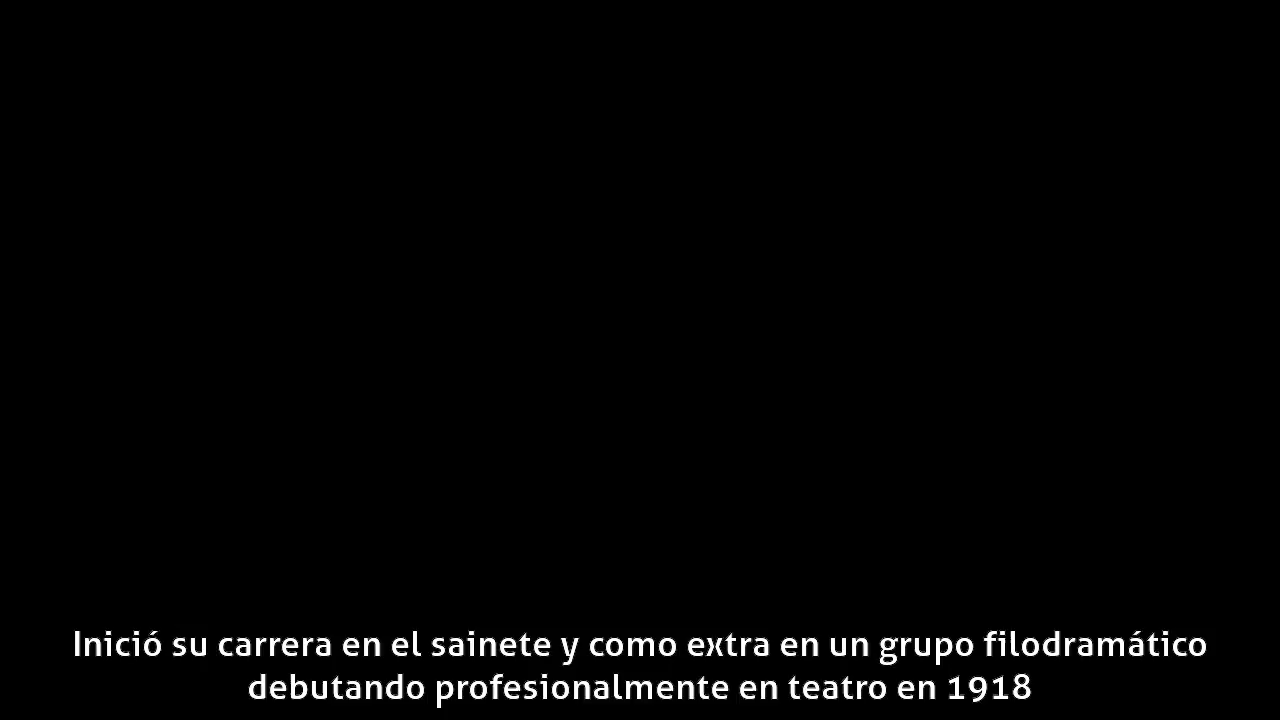 Inició su carrera en el sainete y como extra en un grupo filodramático
debutando profesionalmente en teatro en 1918